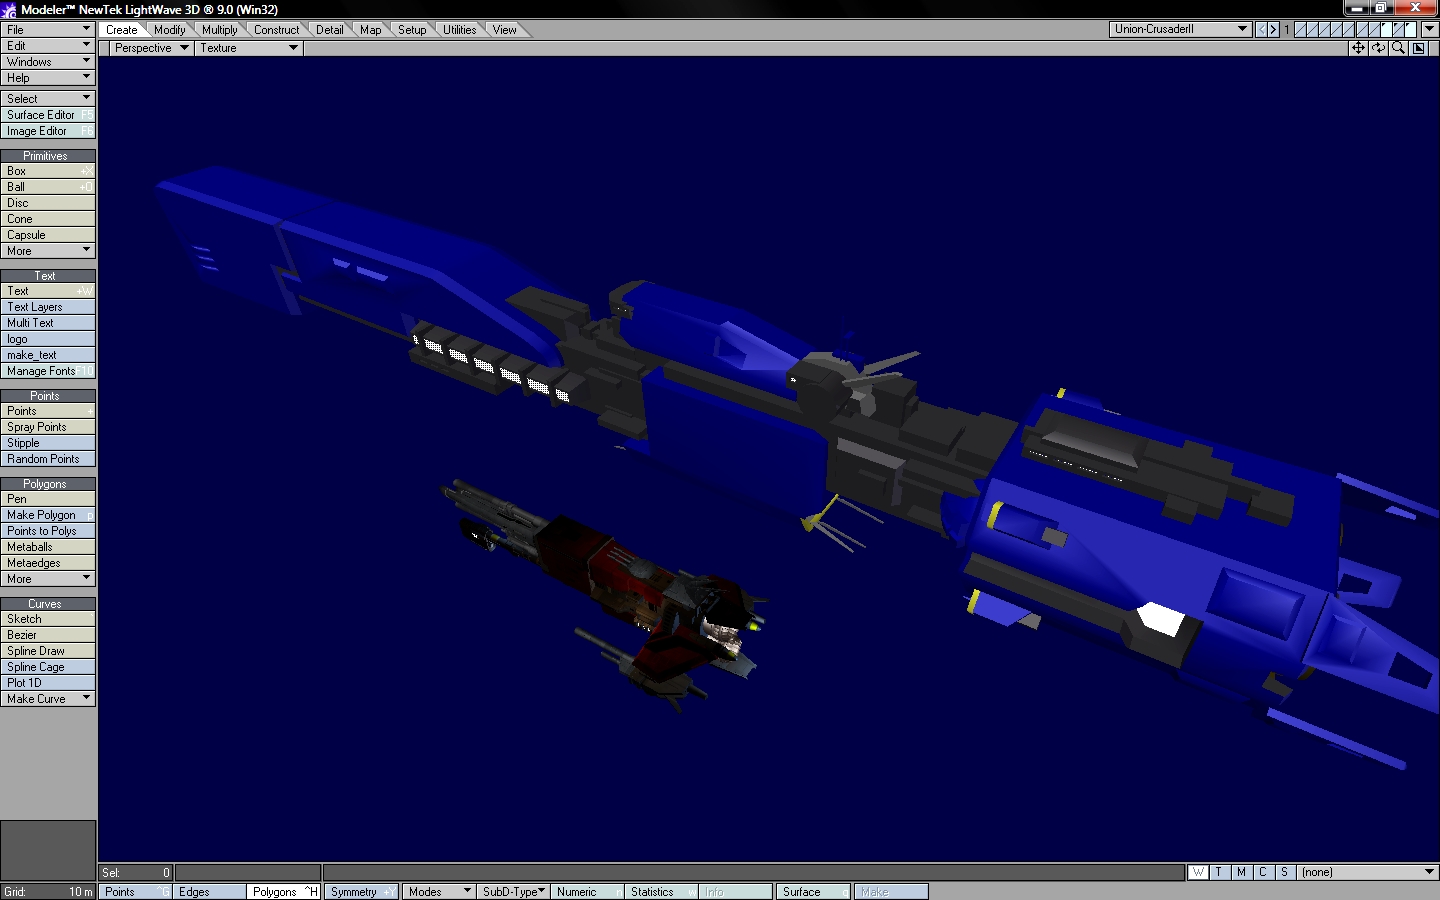 Modeler™ NewTek LightWave 3D ® 9.0 (Win32)
File
Create Modify Multiply Construct Detail Map Setup Utilities View
Union-CrusaderII
1
Edit
Perspective Texture
Windows
Help
Select
Surface Editor F5
Image Editor F6
Primitives
Box +X
Ball +O
Disc
Cone
Capsule
More
Text
Text +W
Text Layers
Multi Text
logo
make_text
Manage Fonts F10
Points
Points +
Spray Points
Stipple
Random Points
Polygons
Pen
Make Polygon p
Points to Polys
Metaballs
Metaedges
More
Curves
Sketch
Bezier
Spline Draw
Spline Cage
Plot 1D
Make Curve
Sel: 0
W T M C S (none)
Grid: 10 m
Points ^G Edges Polygons ^H Symmetry +Y Modes SubD-Type Numeric n Statistics w Info Surface q Make